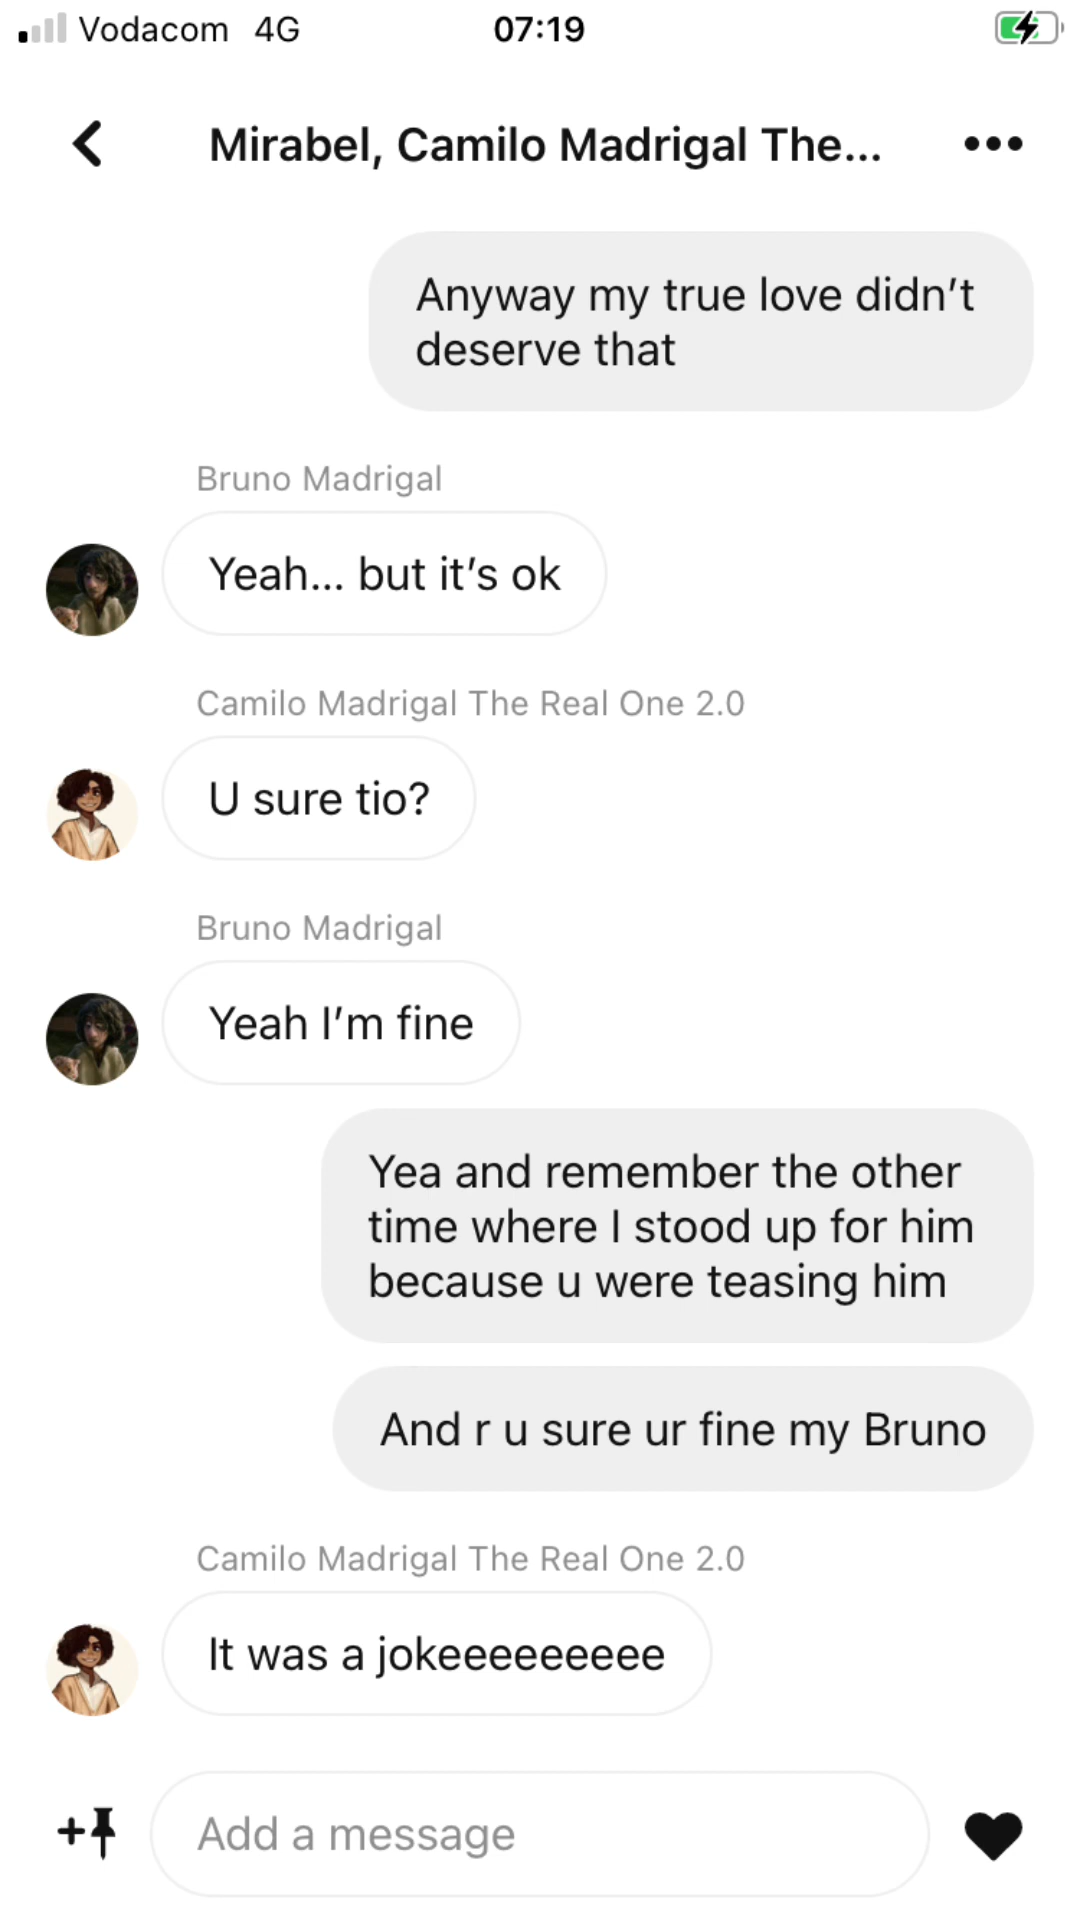 Vodacom 4G 07:19
Mirabel, Camilo Madrigal The...
Anyway my true love didn't
deserve that
Bruno Madrigal
Yeah... but it's ok
Camilo Madrigal The Real One 2.0
U sure tio?
Bruno Madrigal
Yeah I'm fine
Yea and remember the other
time where I stood up for him
because u were teasing him
And r u sure ur fine my Bruno
Camilo Madrigal The Real One 2.0
It was a jokeeeeeeeee
Add a message